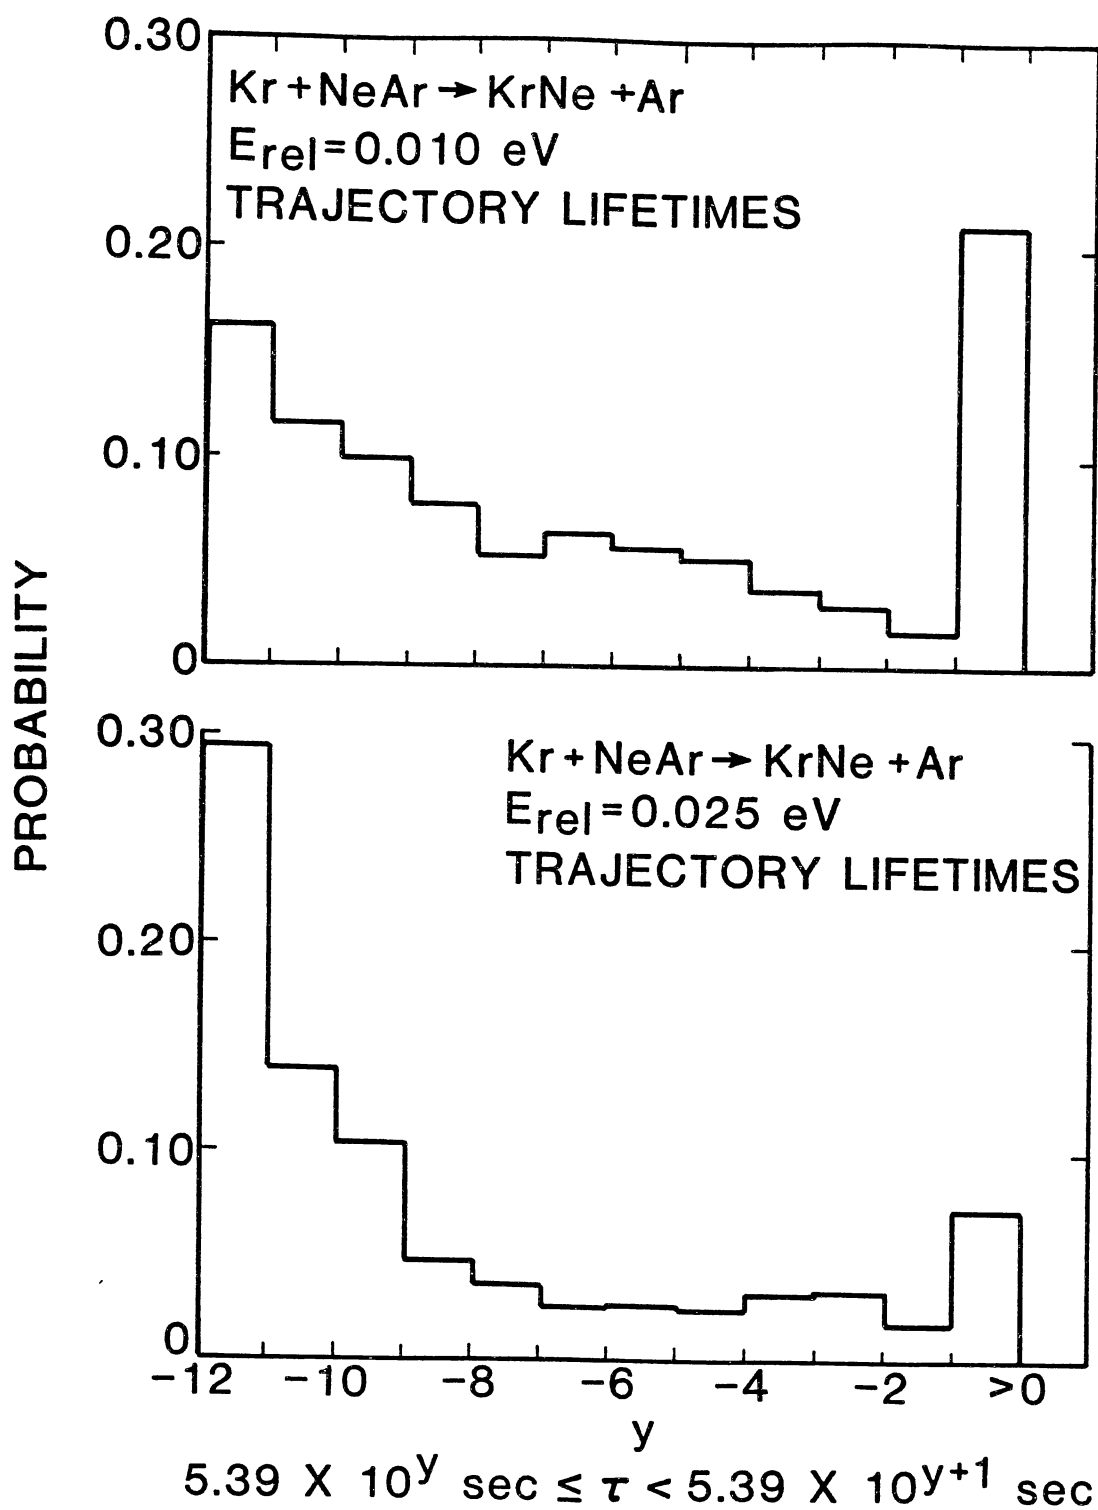 0.30
Kr + NeAr → KrNe + Ar
E_rel = 0.010 eV
TRAJECTORY LIFETIMES
0.20
0.10
0
PROBABILITY
0.30
Kr + NeAr → KrNe + Ar
E_rel = 0.025 eV
TRAJECTORY LIFETIMES
0.20
0.10
0
-12 -10 -8 -6 -4 -2 >0
y
5.39 X 10^y sec ≤ τ < 5.39 X 10^{y+1} sec